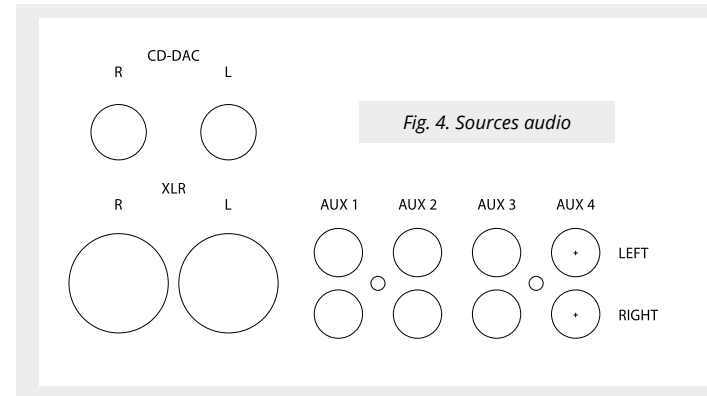 CD-DAC
R L
Fig. 4. Sources audio
XLR
R L
AUX 1 AUX 2 AUX 3 AUX 4
LEFT
RIGHT